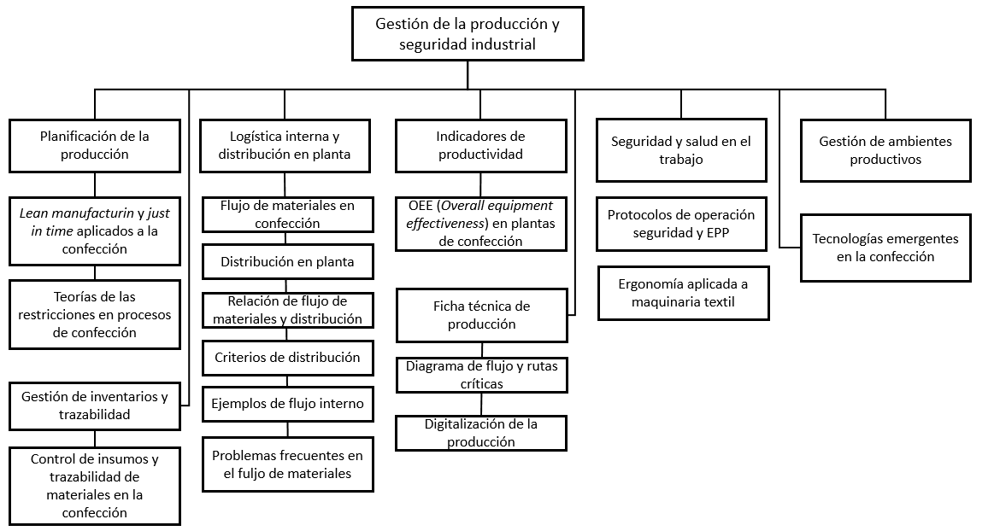 Gestión de la producción y
seguridad industrial
Planificación de la
producción
Lean manufacturin y just
in time aplicados a la
confección
Teorías de las
restricciones en procesos
de confección
Gestión de inventarios y
trazabilidad
Control de insumos y
trazabilidad de
materiales en la
confección
Logística interna y
distribución en planta
Flujo de materiales en
confección
Distribución en planta
Relación de flujo de
materiales y distribución
Criterios de distribución
Ejemplos de flujo interno
Problemas frecuentes en
el fuljo de materiales
Indicadores de
productividad
OEE (Overall equipment
effectiveness) en plantas
de confección
Ficha técnica de
producción
Diagrama de flujo y rutas
críticas
Digitalización de la
producción
Seguridad y salud en el
trabajo
Protocolos de operación
seguridad y EPP
Ergonomía aplicada a
maquinaria textil
Gestión de ambientes
productivos
Tecnologías emergentes
en la confección